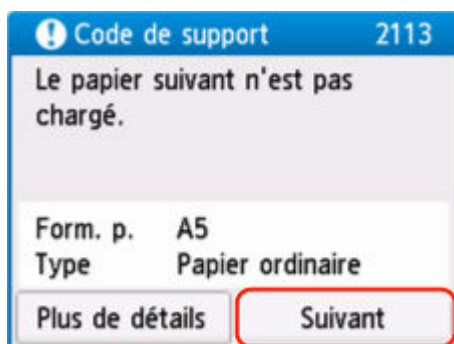 Code de support 2113
Le papier suivant n'est pas
chargé.
Form. p. A5
Type Papier ordinaire
Plus de détails Suivant